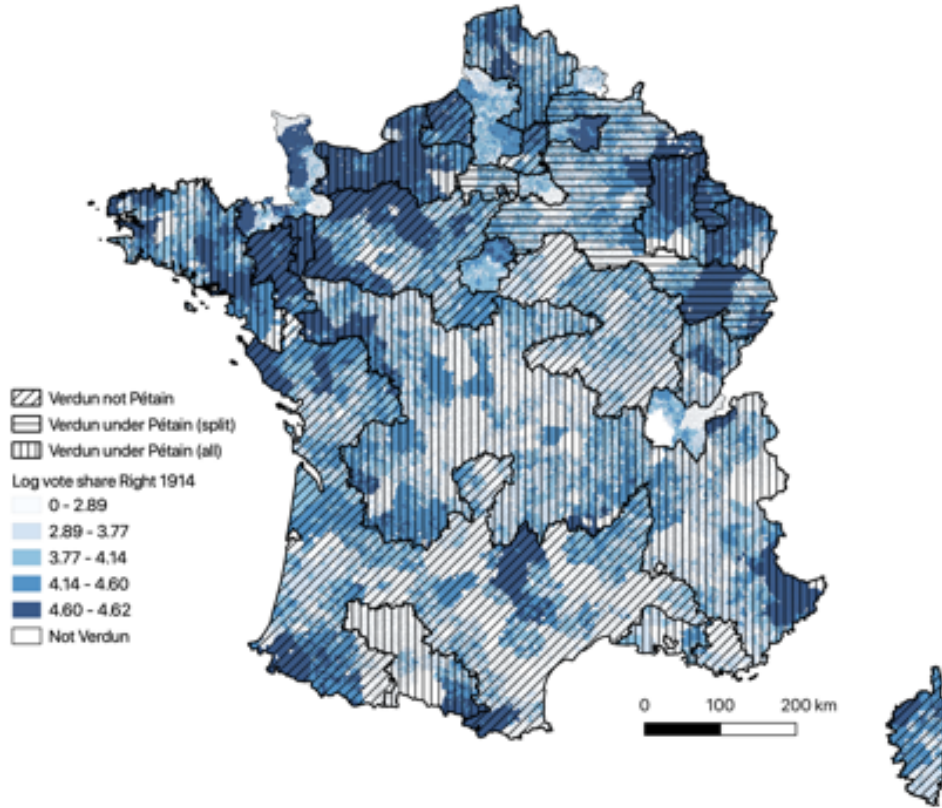 Verdun not Pétain
Verdun under Pétain (split)
Verdun under Pétain (all)
Log vote share Right 1914
0 - 2.89
2.89 - 3.77
3.77 - 4.14
4.14 - 4.60
4.60 - 4.62
Not Verdun
0 100 200 km